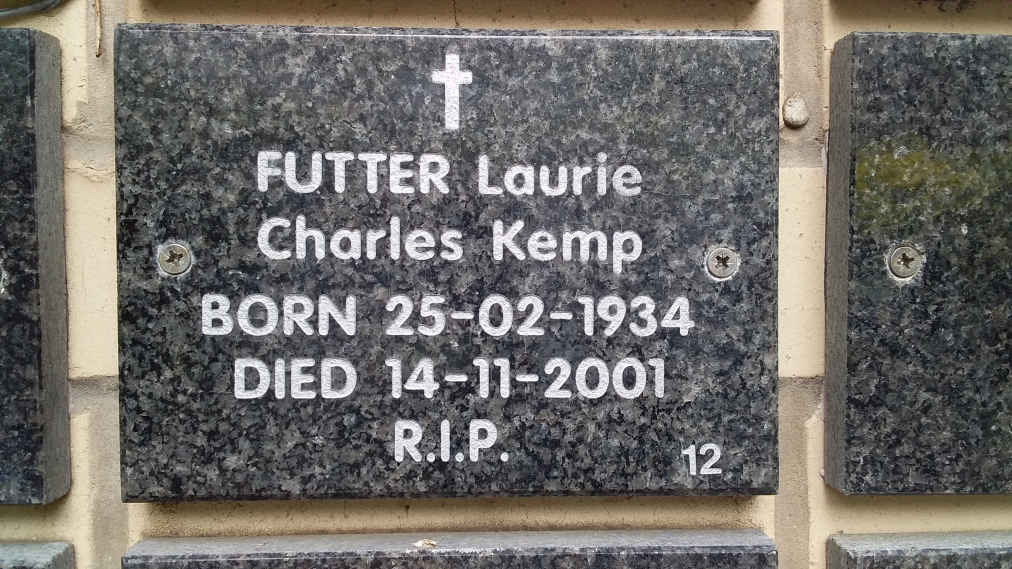 FUTTER Laurie
Charles Kemp
BORN 25-02-1934
DIED 14-11-2001
R.I.P.
12